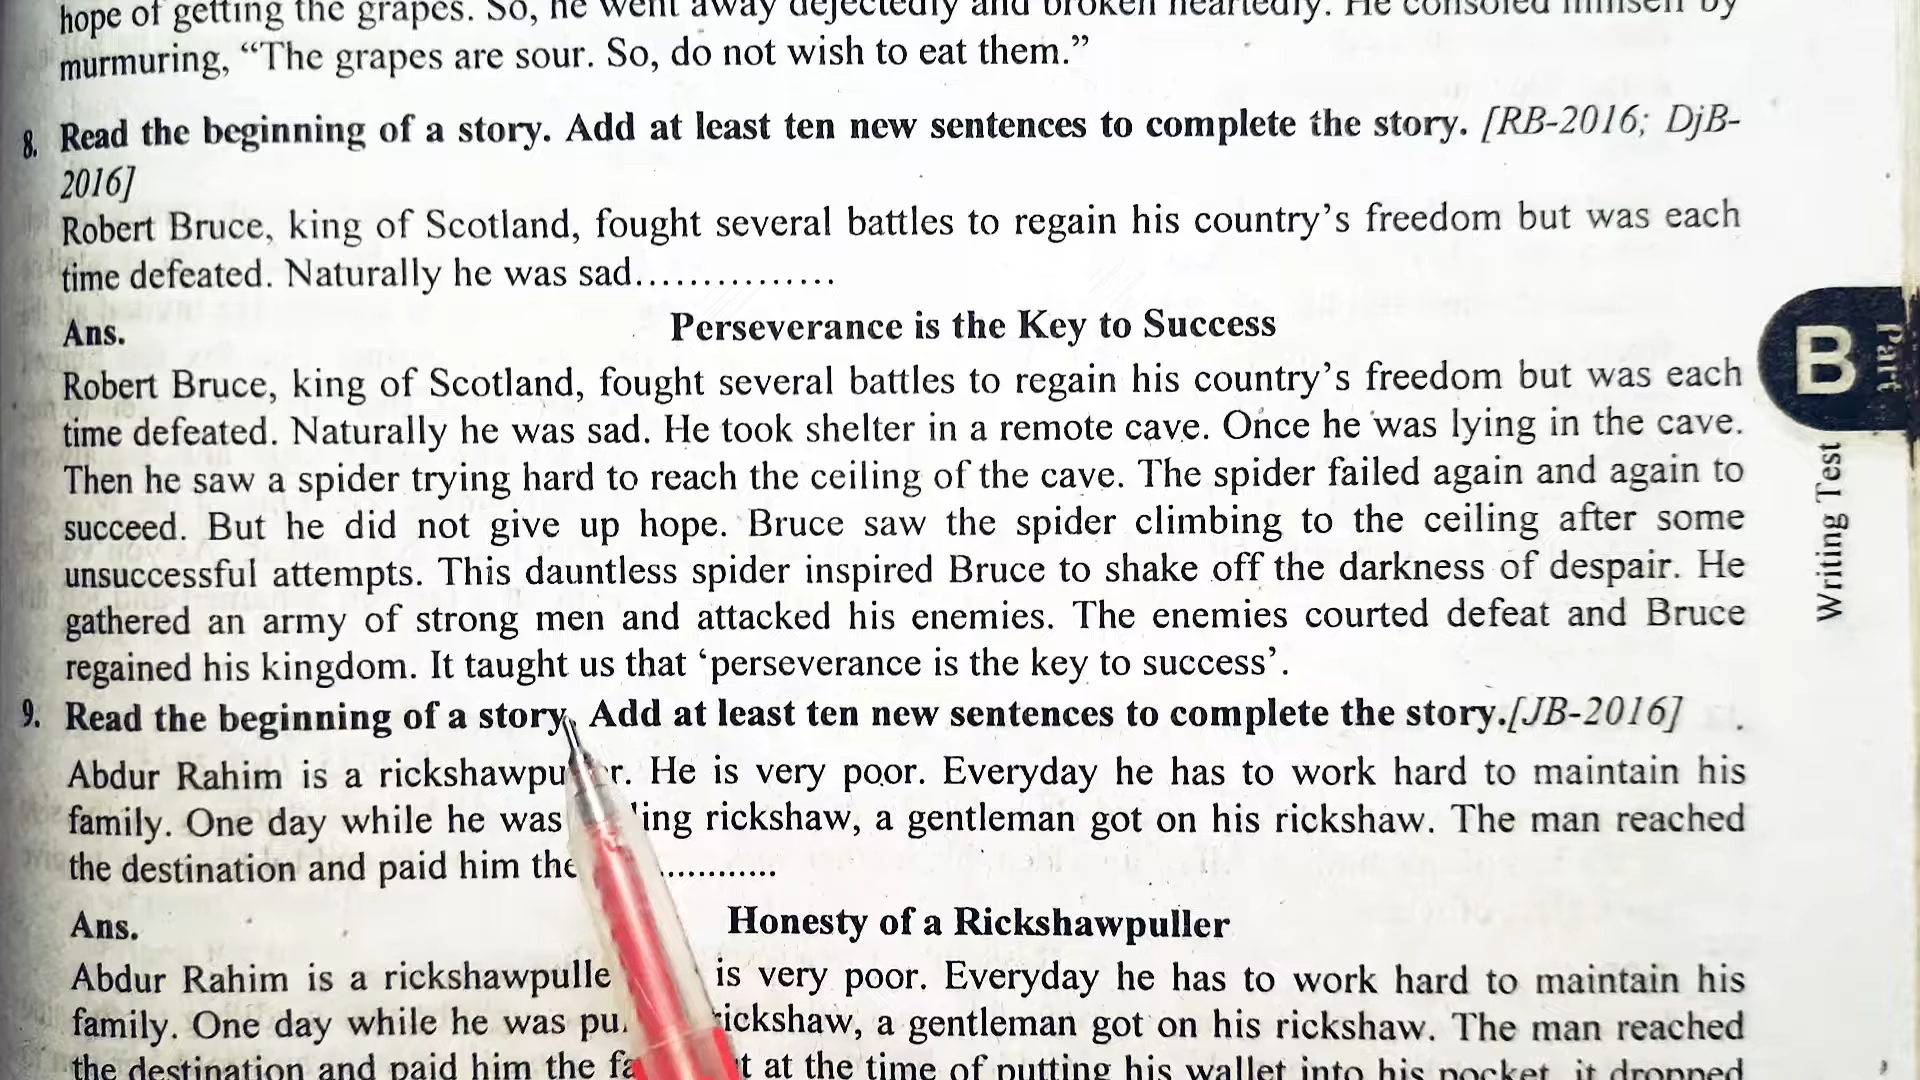 hope of getting the grapes. So, he went away dejectedly and broken heartedly. He consoled himself by
murmuring, “The grapes are sour. So, do not wish to eat them.”
8. Read the beginning of a story. Add at least ten new sentences to complete the story. [RB-2016; DjB-
2016]
Robert Bruce, king of Scotland, fought several battles to regain his country’s freedom but was each
time defeated. Naturally he was sad...............
Ans. Perseverance is the Key to Success
Robert Bruce, king of Scotland, fought several battles to regain his country’s freedom but was each
time defeated. Naturally he was sad. He took shelter in a remote cave. Once he was lying in the cave.
Then he saw a spider trying hard to reach the ceiling of the cave. The spider failed again and again to
succeed. But he did not give up hope. Bruce saw the spider climbing to the ceiling after some
unsuccessful attempts. This dauntless spider inspired Bruce to shake off the darkness of despair. He
gathered an army of strong men and attacked his enemies. The enemies courted defeat and Bruce
regained his kingdom. It taught us that ‘perseverance is the key to success’.
9. Read the beginning of a story. Add at least ten new sentences to complete the story.[JB-2016]
Abdur Rahim is a rickshawpu r. He is very poor. Everyday he has to work hard to maintain his
family. One day while he was ing rickshaw, a gentleman got on his rickshaw. The man reached
the destination and paid him the ............
Ans. Honesty of a Rickshawpuller
Abdur Rahim is a rickshawpulle is very poor. Everyday he has to work hard to maintain his
family. One day while he was pu rickshaw, a gentleman got on his rickshaw. The man reached
the destination and paid him the fa t at the time of putting his wallet into his pocket, it dropped
B
Part
Writing Test